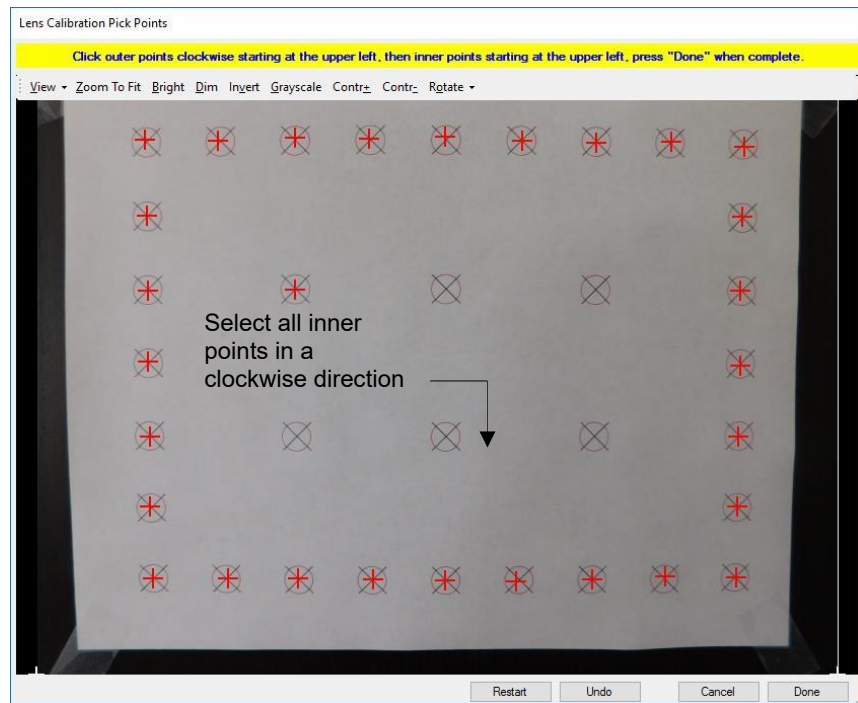 Lens Calibration Pick Points
Click outer points clockwise starting at the upper left, then inner points starting at the upper left, press "Done" when complete.
View Zoom To Fit Bright Dim Invert Grayscale Contr+ Contr- Rotate
Select all inner
points in a
clockwise direction
Restart Undo Cancel Done